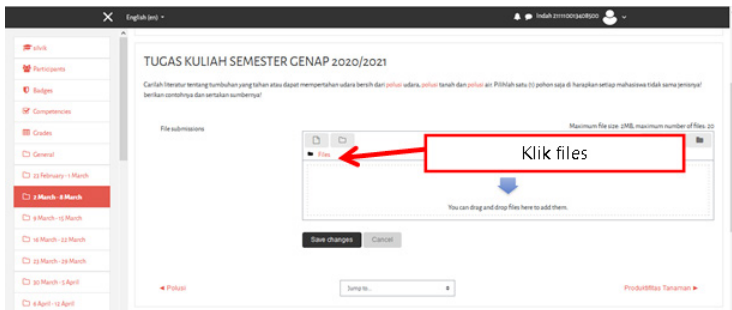 English (en)
Indah 211110013408500
silvik
Participants
Badges
Competencies
Grades
General
23 February - 1 March
2 March - 8 March
9 March - 15 March
16 March - 22 March
23 March - 29 March
30 March - 5 April
6 April - 12 April
TUGAS KULIAH SEMESTER GENAP 2020/2021
Carilah literatur tentang tumbuhan yang tahan atau dapat mempertahan udara bersih dari polusi udara, polusi tanah dan polusi air. Pilihlah satu (1) pohon saja di harapkan setiap mahasiswa tidak sama jenisnya!
berikan contohnya dan sertakan sumbernya!
File submissions
Maximum file size: 2MB, maximum number of files: 20
Files
Klik files
You can drag and drop files here to add them.
Save changes
Cancel
◄ Polusi
Jump to...
Produktifitas Tanaman ►